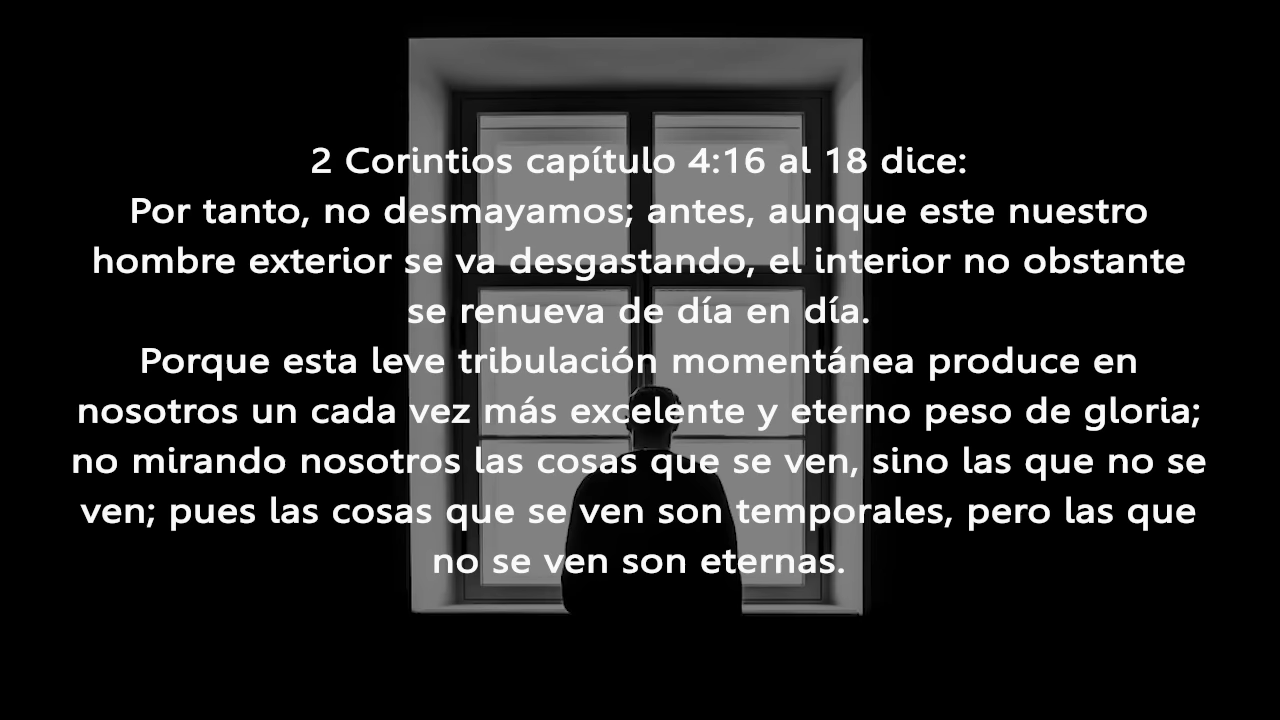 2 Corintios capítulo 4:16 al 18 dice:
Por tanto, no desmayamos; antes, aunque este nuestro
hombre exterior se va desgastando, el interior no obstante
se renueva de día en día.
Porque esta leve tribulación momentánea produce en
nosotros un cada vez más excelente y eterno peso de gloria;
no mirando nosotros las cosas que se ven, sino las que no se
ven; pues las cosas que se ven son temporales, pero las que
no se ven son eternas.